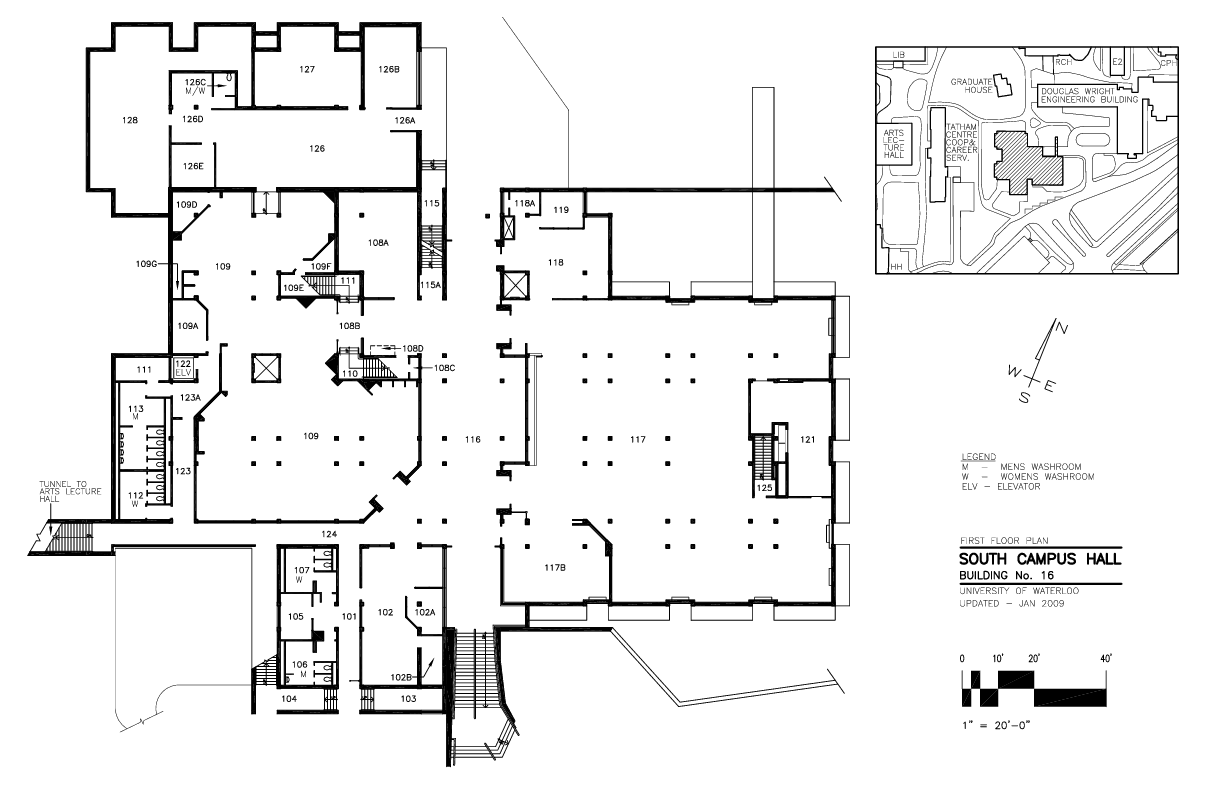 LIB
RCH
E2
CPH
GRADUATE
HOUSE
DOUGLAS WRIGHT
ENGINEERING BUILDING
ARTS
LEC-
TURE
HALL
TATHAM
CENTRE
COOP&
CAREER
SERV.
HH
127
126B
126C
M/W
128
126D
126A
126
126E
109D
115
118A
119
108A
109G
109
109F
118
109E
111
115A
109A
108B
108D
111
122
ELV
110
108C
123A
113
M
109
116
117
121
123
125
TUNNEL TO
ARTS LECTURE
HALL
112
W
124
107
W
117B
105
101
102
102A
106
M
102B
104
103
N
W
E
S
LEGEND
M – MENS WASHROOM
W – WOMENS WASHROOM
ELV – ELEVATOR
FIRST FLOOR PLAN
SOUTH CAMPUS HALL
BUILDING No. 16
UNIVERSITY OF WATERLOO
UPDATED – JAN 2009
0 10' 20' 40'
1" = 20'-0"